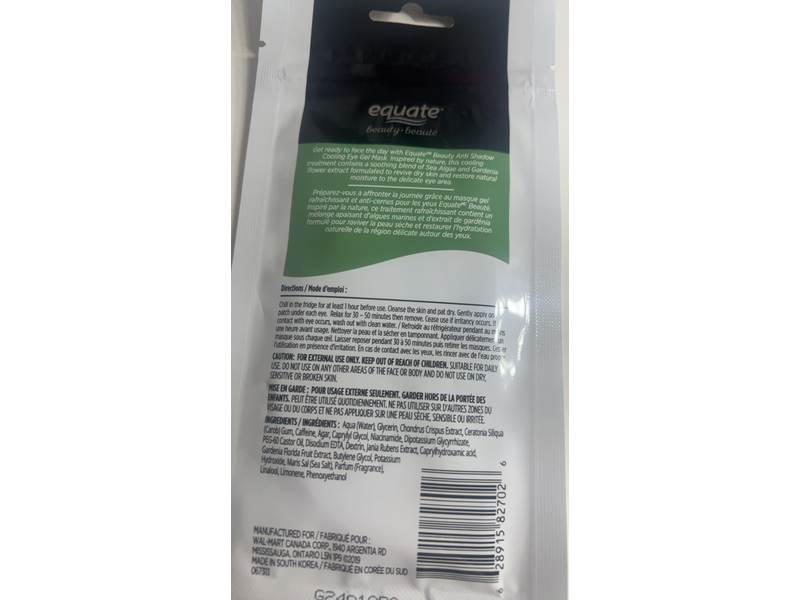 equate
beauty • beauté
Get ready to face the day with Equate™ Beauty Anti Shadow
Cooling Eye Gel Mask. Inspired by nature, this cooling
treatment contains a soothing blend of Sea Algae and Gardenia
flower extract formulated to revive dry skin and restore natural
moisture to the delicate eye area.
Préparez-vous à affronter la journée grâce au masque gel
rafraîchissant et anti-cernes pour les yeux Equateᴹᶜ Beauté.
Inspiré par la nature, ce traitement rafraîchissant contient un
mélange apaisant d'algues marines et d'extrait de gardénia
formulé pour raviver la peau sèche et restaurer l'hydratation
naturelle de la région délicate autour des yeux.
Directions / Mode d'emploi :
Chill in the fridge for at least 1 hour before use. Cleanse the skin and pat dry. Gently apply on
patch under each eye. Relax for 30 – 50 minutes then remove. Cease use if irritancy occurs. If
contact with eye occurs, wash out with clean water. / Refroidir au réfrigérateur pendant au
une heure avant usage. Nettoyer la peau et la sécher en tamponnant. Appliquer délicatement
masque sous chaque œil. Laisser reposer pendant 30 à 50 minutes puis retirer les masques.
l'utilisation en présence d'irritation. En cas de contact avec les yeux, les rincer avec de l'eau
CAUTION: FOR EXTERNAL USE ONLY. KEEP OUT OF REACH OF CHILDREN. SUITABLE FOR DAILY
USE. DO NOT USE ON ANY OTHER AREAS OF THE FACE OR BODY AND DO NOT USE ON DRY,
SENSITIVE OR BROKEN SKIN.
MISE EN GARDE : POUR USAGE EXTERNE SEULEMENT. GARDER HORS DE LA PORTÉE DES
ENFANTS. PEUT ÊTRE UTILISÉ QUOTIDIENNEMENT. NE PAS UTILISER SUR D'AUTRES ZONES DU
VISAGE OU DU CORPS ET NE PAS APPLIQUER SUR UNE PEAU SÈCHE, SENSIBLE OU IRRITÉE.
INGREDIENTS / INGRÉDIENTS : Aqua (Water), Glycerin, Chondrus Crispus Extract, Ceratonia Siliqua
(Carob) Gum, Caffeine, Agar, Caprylyl Glycol, Niacinamide, Dipotassium Glycyrrhizate,
PEG-60 Castor Oil, Disodium EDTA, Dextrin, Jania Rubens Extract, Caprylhydroxamic acid,
Gardenia Florida Fruit Extract, Butylene Glycol, Potassium
Hydroxide, Maris Sal (Sea Salt), Parfum (Fragrance),
Linalool, Limonene, Phenoxyethanol
MANUFACTURED FOR / FABRIQUÉ POUR :
WAL-MART CANADA CORP., 1940 ARGENTIA RD
MISSISSAUGA, ONTARIO L5N 1P9 ©2019
MADE IN SOUTH KOREA / FABRIQUÉ EN CORÉE DU SUD
067311
6 28915 82702 6